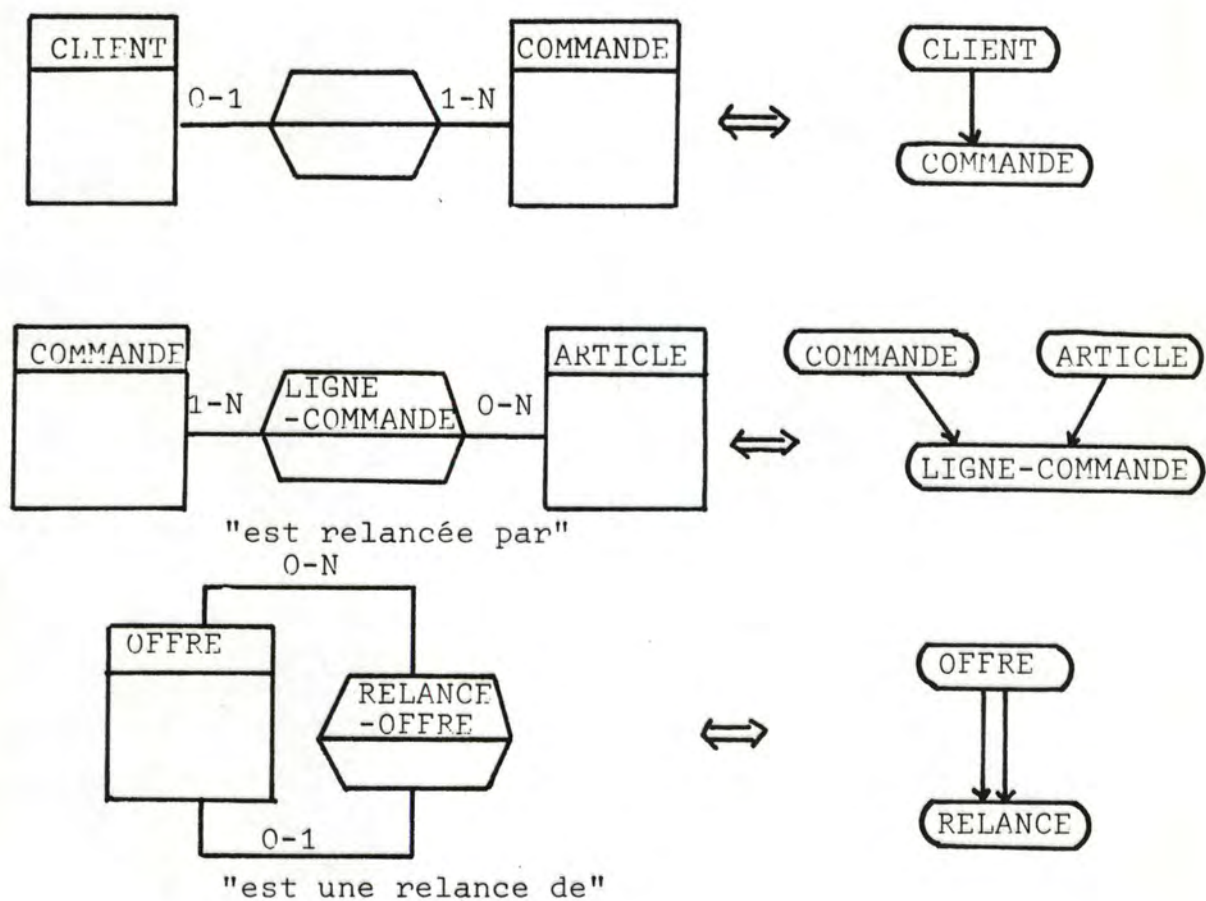 CLIENT
0-1
1-N
COMMANDE
CLIENT
COMMANDE
COMMANDE
1-N
LIGNE
-COMMANDE
0-N
ARTICLE
COMMANDE
ARTICLE
LIGNE-COMMANDE
"est relancée par"
0-N
OFFRE
RELANCE
-OFFRE
0-1
"est une relance de"
OFFRE
RELANCE